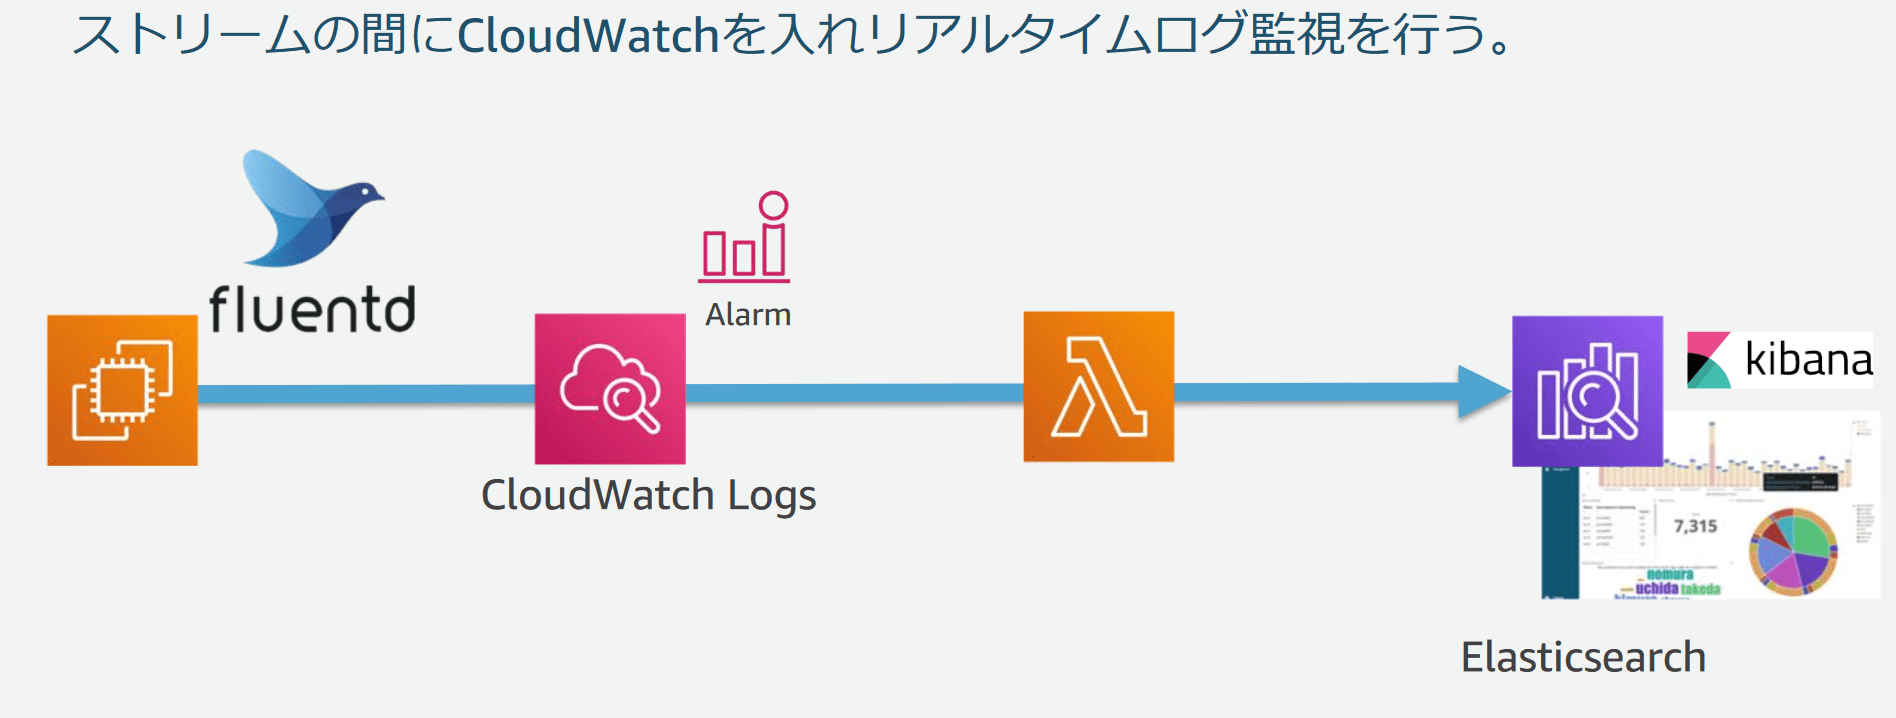 ストリームの間にCloudWatchを入れリアルタイムログ監視を行う。
fluentd
Alarm
CloudWatch Logs
kibana
7,315
nomura
uchida takeda
Elasticsearch